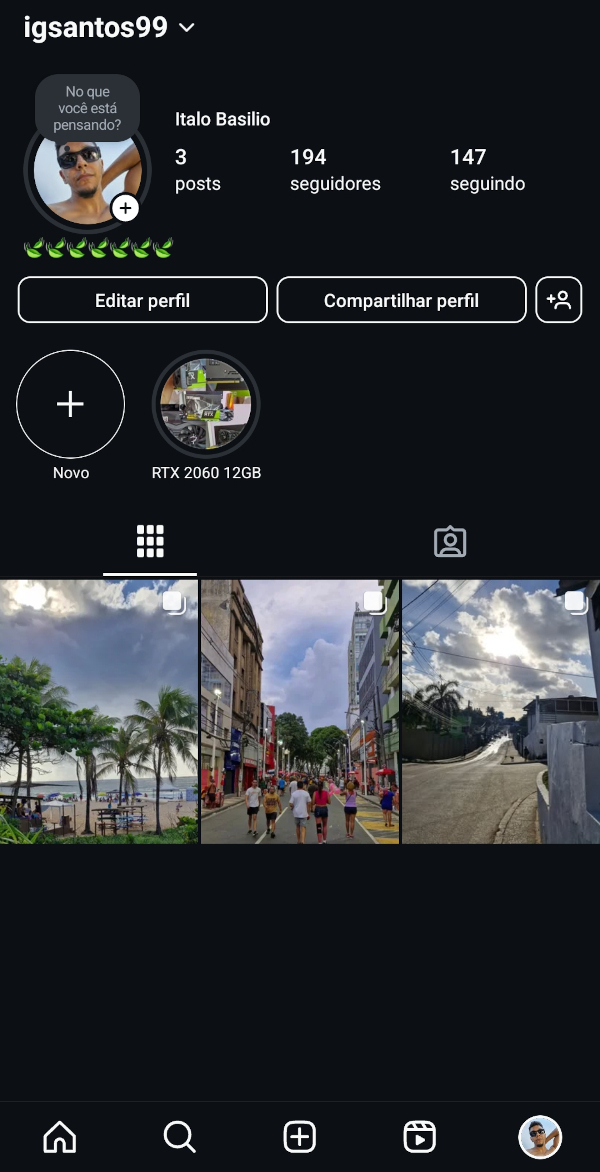 igsantos99
No que
você está
pensando?
Italo Basilio
3
posts
194
seguidores
147
seguindo
Editar perfil
Compartilhar perfil
Novo
RTX 2060 12GB